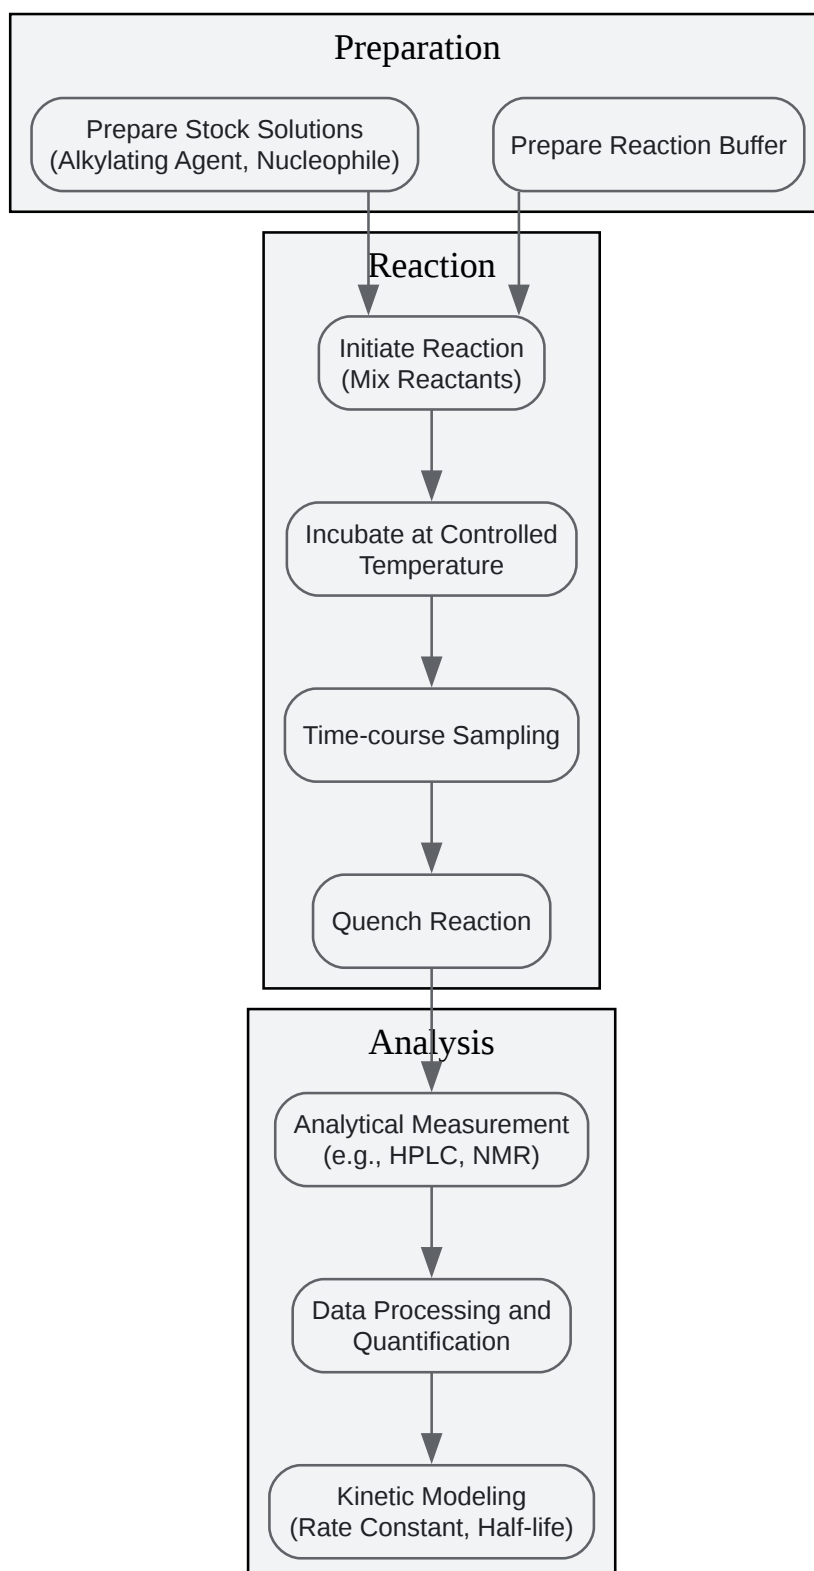 Preparation
Prepare Stock Solutions
(Alkylating Agent, Nucleophile)
Prepare Reaction Buffer
Reaction
Initiate Reaction
(Mix Reactants)
Incubate at Controlled
Temperature
Time-course Sampling
Quench Reaction
Analysis
Analytical Measurement
(e.g., HPLC, NMR)
Data Processing and
Quantification
Kinetic Modeling
(Rate Constant, Half-life)